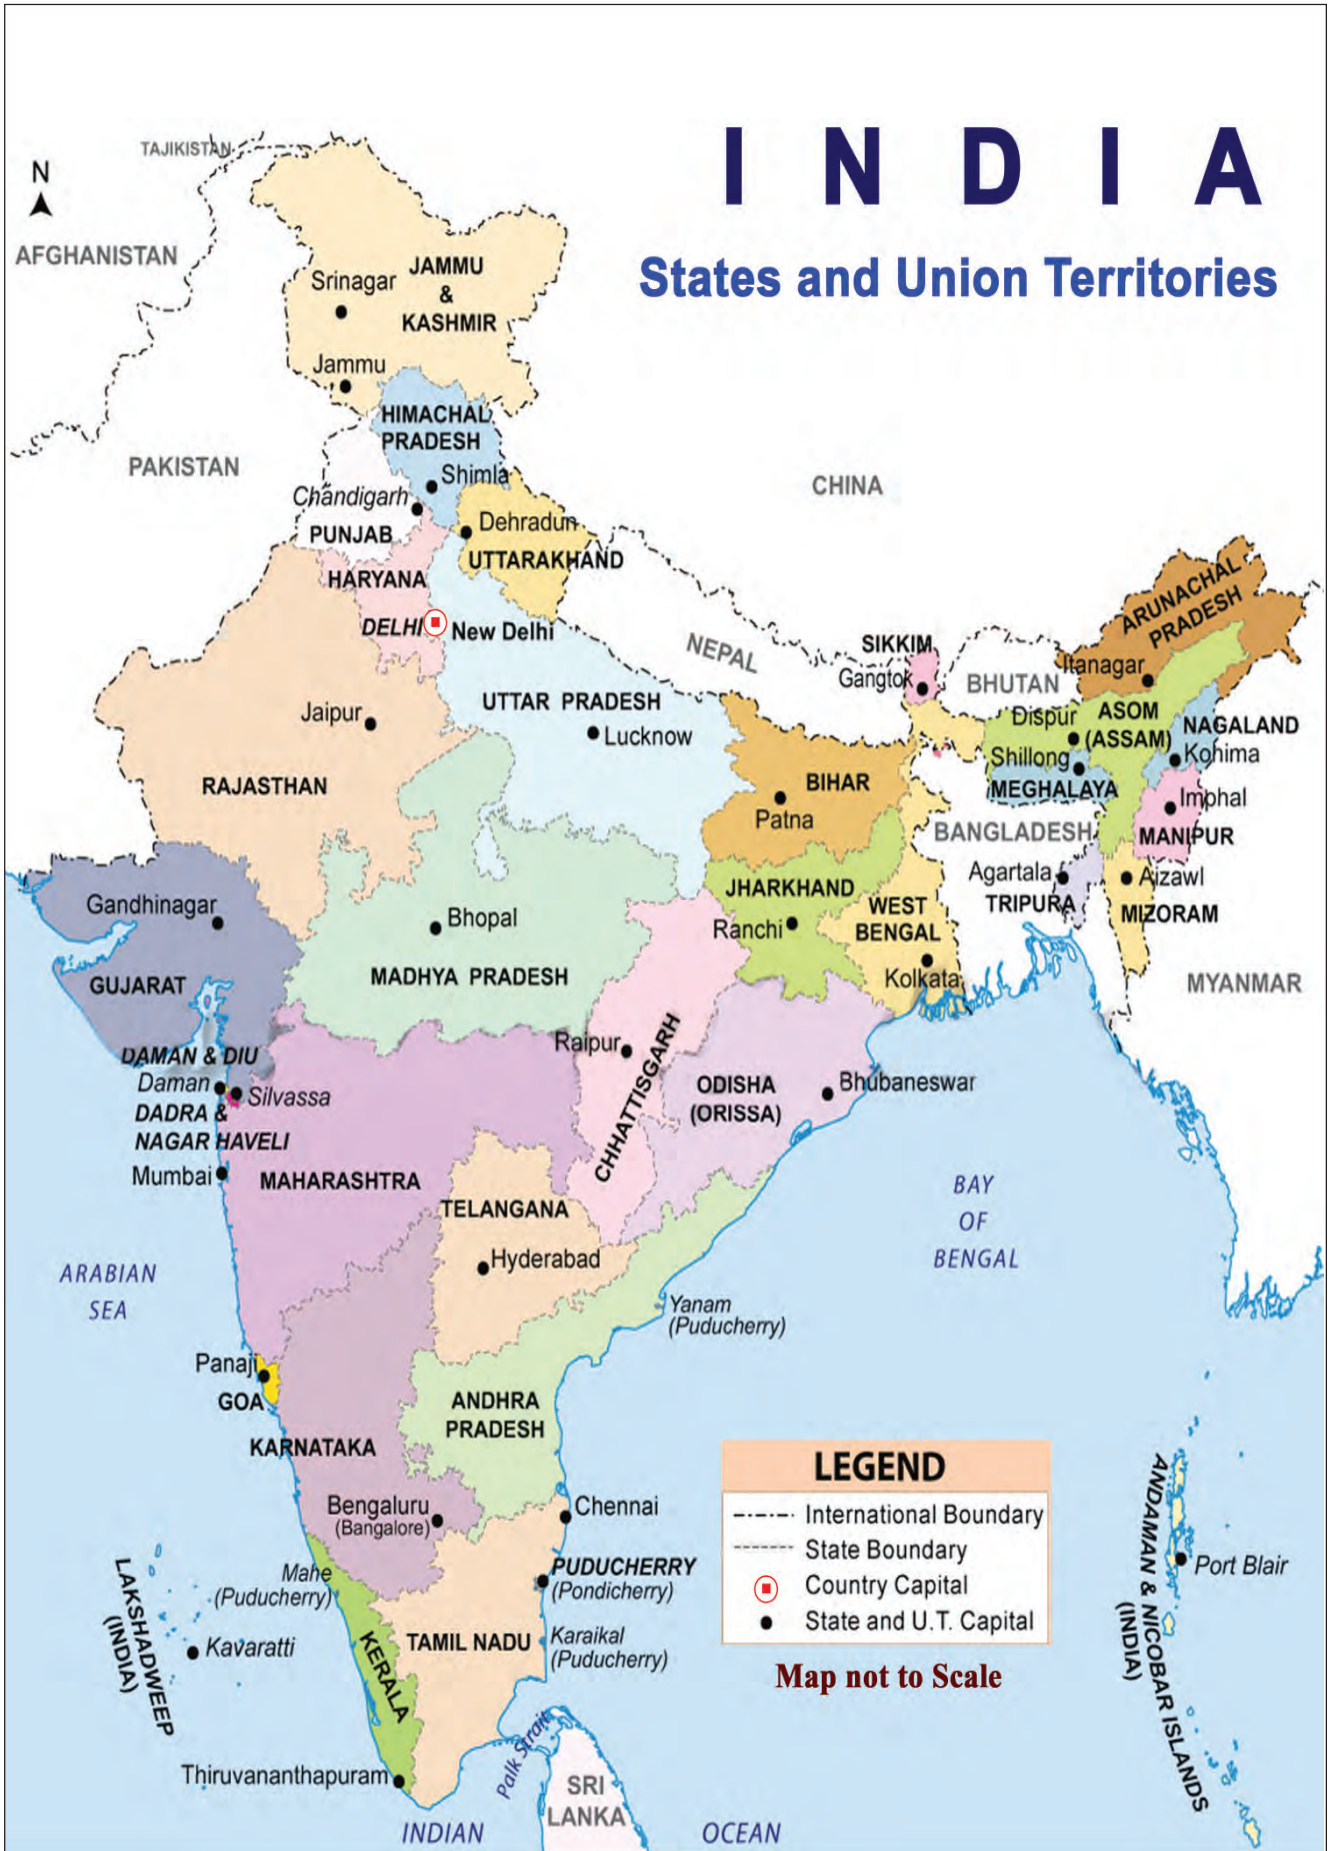 I N D I A
States and Union Territories
N
TAJIKISTAN
AFGHANISTAN
PAKISTAN
CHINA
NEPAL
BHUTAN
BANGLADESH
MYANMAR
SRI
LANKA
JAMMU
&
KASHMIR
Srinagar
Jammu
HIMACHAL
PRADESH
Shimla
Chandigarh
PUNJAB
Dehradun
UTTARAKHAND
HARYANA
DELHI
New Delhi
UTTAR PRADESH
Lucknow
Jaipur
RAJASTHAN
SIKKIM
Gangtok
ARUNACHAL
PRADESH
Itanagar
Dispur
ASOM
(ASSAM)
NAGALAND
Kohima
Shillong
MEGHALAYA
Imphal
MANIPUR
Agartala
TRIPURA
Aizawl
MIZORAM
BIHAR
Patna
JHARKHAND
Ranchi
WEST
BENGAL
Kolkata
Gandhinagar
GUJARAT
Bhopal
MADHYA PRADESH
Raipur
CHHATTISGARH
ODISHA
(ORISSA)
Bhubaneswar
DAMAN & DIU
Daman
Silvassa
DADRA &
NAGAR HAVELI
Mumbai
MAHARASHTRA
TELANGANA
Hyderabad
Yanam
(Puducherry)
ARABIAN
SEA
BAY
OF
BENGAL
Panaji
GOA
KARNATAKA
ANDHRA
PRADESH
Bengaluru
(Bangalore)
Chennai
PUDUCHERRY
(Pondicherry)
Mahe
(Puducherry)
KERALA
TAMIL NADU
Karaikal
(Puducherry)
LAKSHADWEEP
(INDIA)
Kavaratti
Thiruvananthapuram
Palk Strait
INDIAN OCEAN
ANDAMAN & NICOBAR ISLANDS
(INDIA)
Port Blair
LEGEND
International Boundary
State Boundary
Country Capital
State and U.T. Capital
Map not to Scale